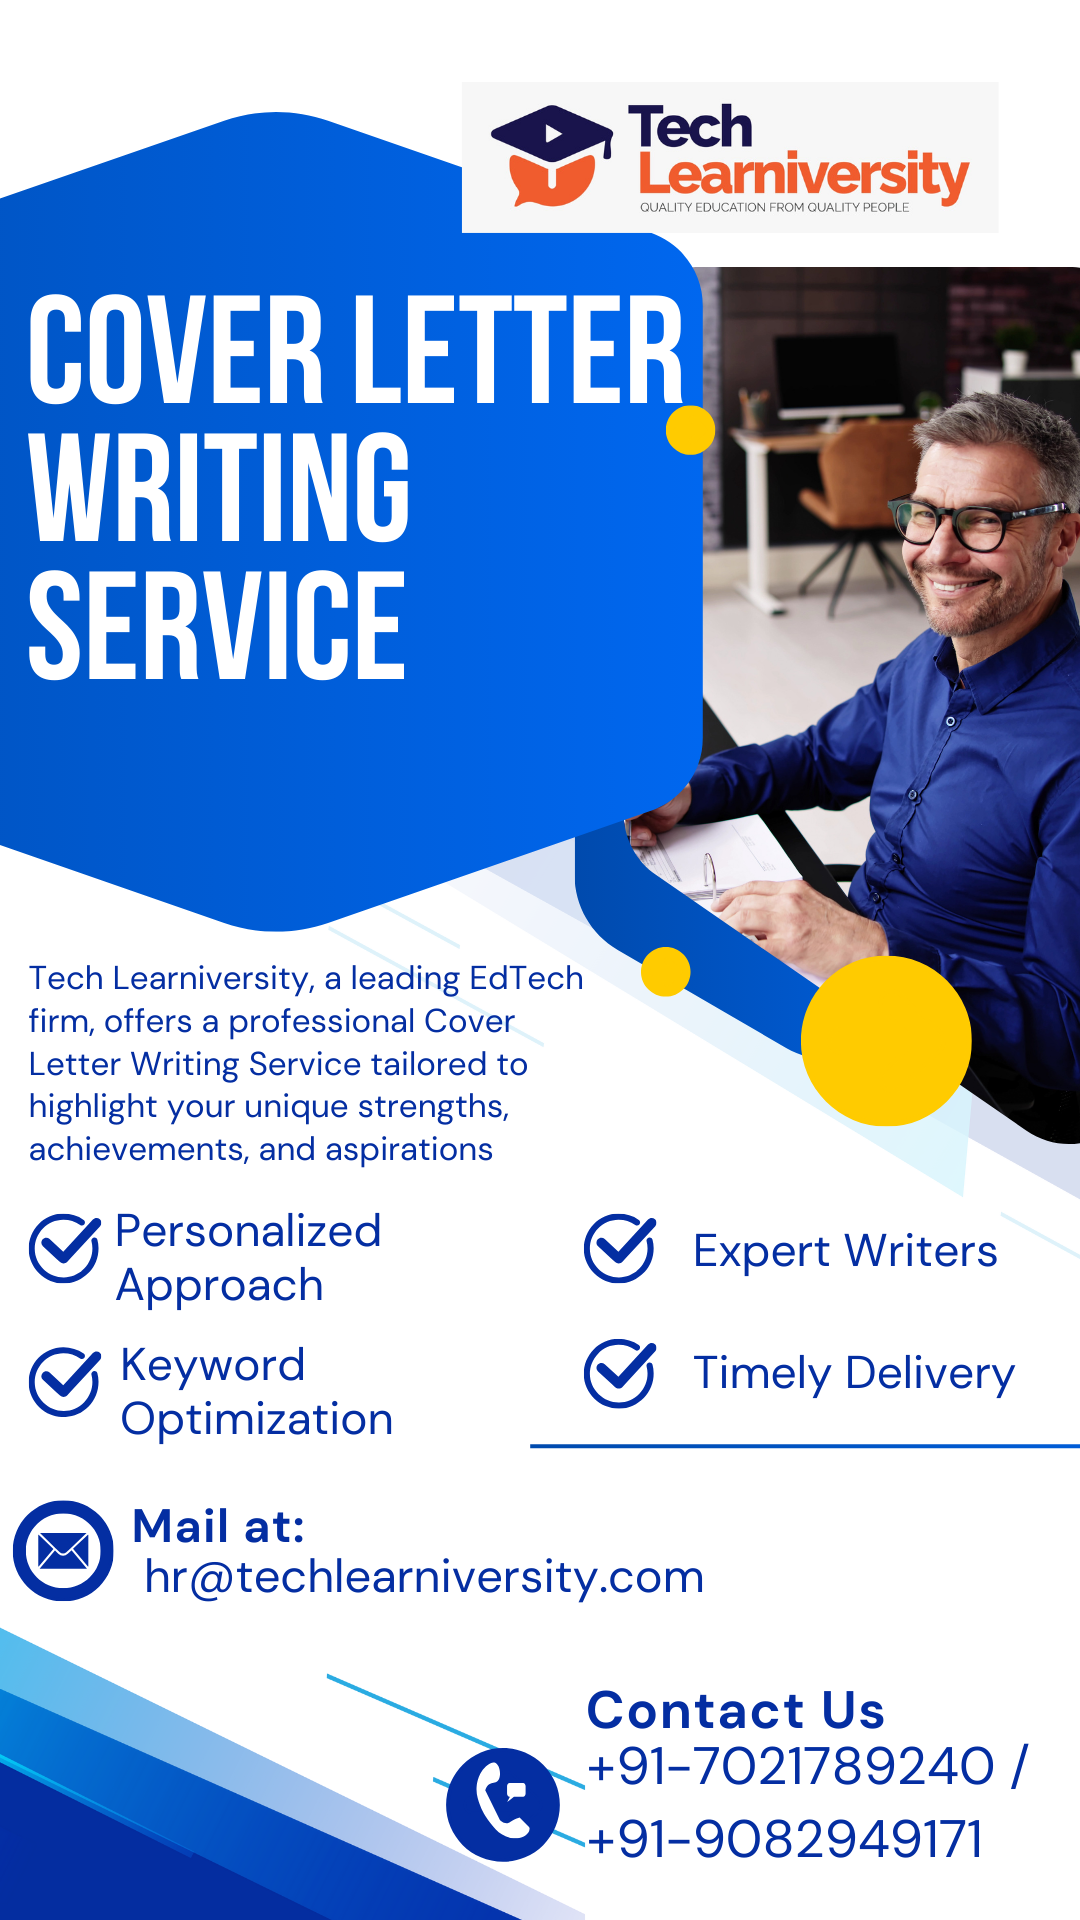 Tech
Learniversity
QUALITY EDUCATION FROM QUALITY PEOPLE
COVER LETTER
WRITING
SERVICE
Tech Learniversity, a leading EdTech
firm, offers a professional Cover
Letter Writing Service tailored to
highlight your unique strengths,
achievements, and aspirations
Personalized
Approach
Expert Writers
Keyword
Optimization
Timely Delivery
Mail at:
hr@techlearniversity.com
Contact Us
+91-7021789240 /
+91-9082949171